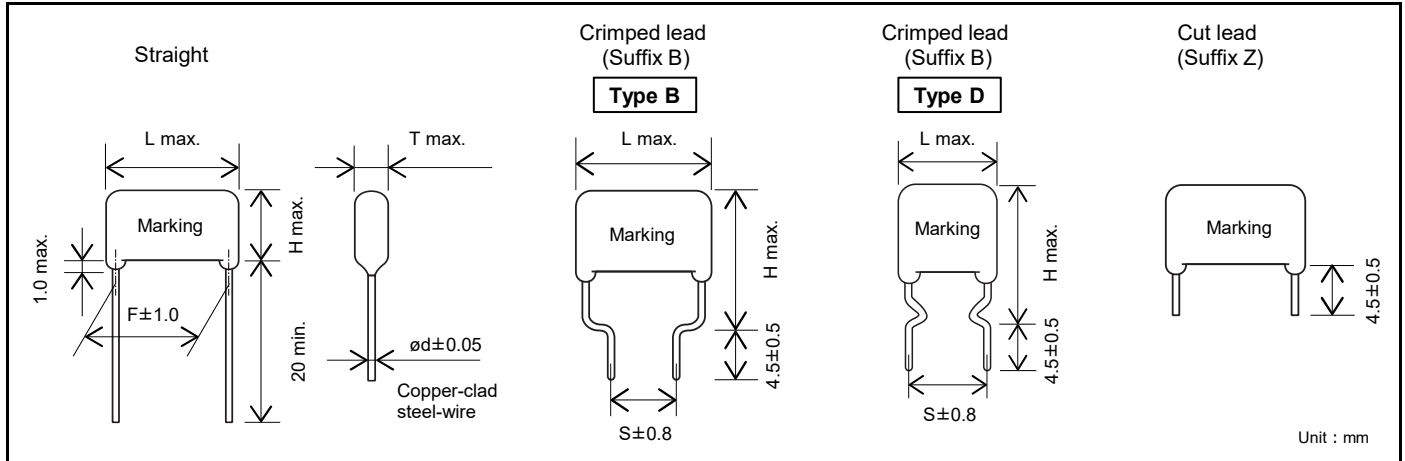 Straight
L max.
T max.
Marking
H max.
1.0 max.
F±1.0
20 min.
ød±0.05
Copper-clad
steel-wire
Crimped lead
(Suffix B)
Type B
L max.
Marking
H max.
4.5±0.5
S±0.8
Crimped lead
(Suffix B)
Type D
L max.
Marking
H max.
4.5±0.5
S±0.8
Cut lead
(Suffix Z)
Marking
4.5±0.5
Unit : mm